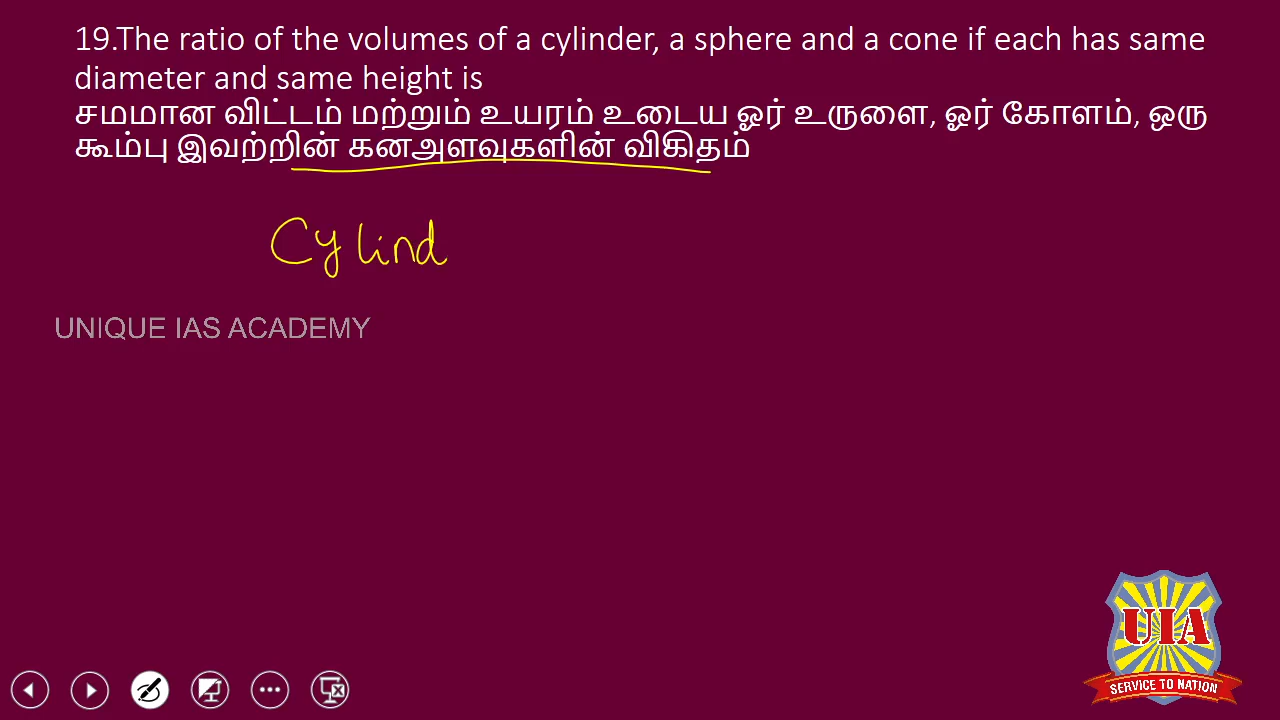 19.The ratio of the volumes of a cylinder, a sphere and a cone if each has same
diameter and same height is
சமமான விட்டம் மற்றும் உயரம் உடைய ஓர் உருளை, ஓர் கோளம், ஒரு
கூம்பு இவற்றின் கனஅளவுகளின் விகிதம்
Cylind
UNIQUE IAS ACADEMY
UIA
SERVICE TO NATION